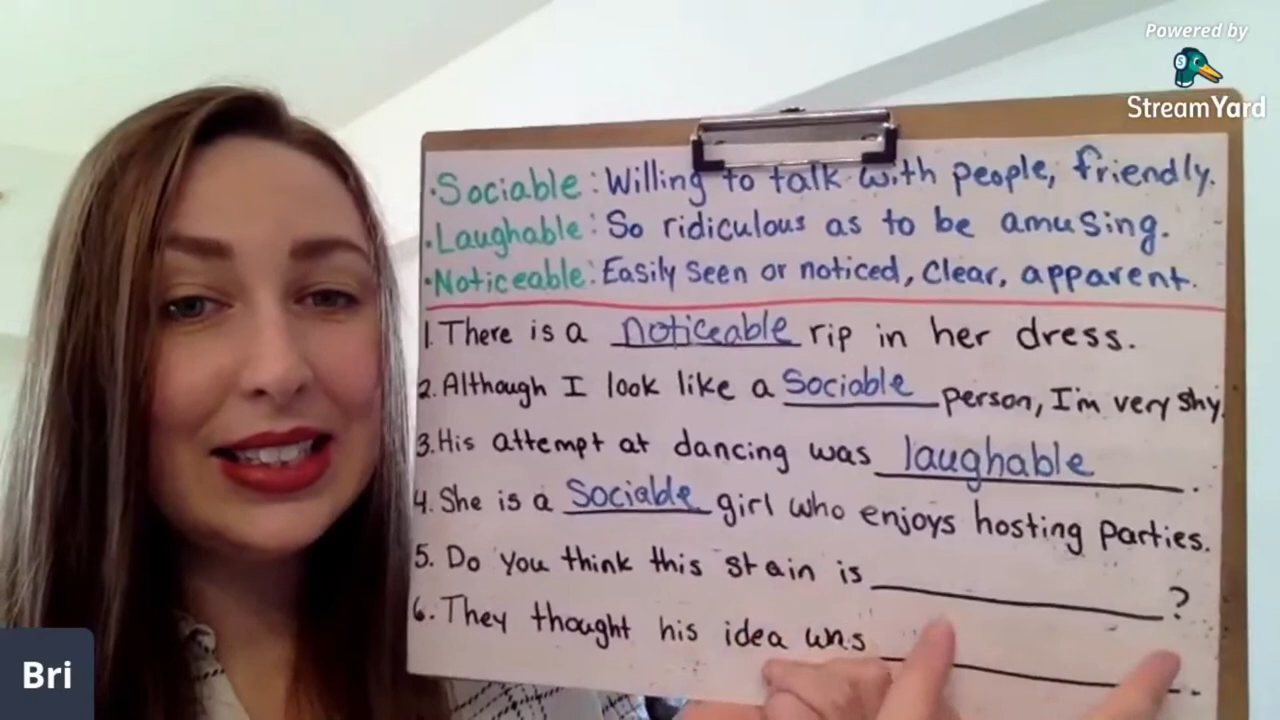 Powered by
StreamYard
·Sociable: Willing to talk with people, friendly.
·Laughable: So ridiculous as to be amusing.
·Noticeable: Easily seen or noticed, clear, apparent.
1. There is a noticeable rip in her dress.
2. Although I look like a Sociable person, I'm very shy.
3. His attempt at dancing was laughable.
4. She is a Sociable girl who enjoys hosting parties.
5. Do you think this stain is ________?
6. They thought his idea was ________.
Bri